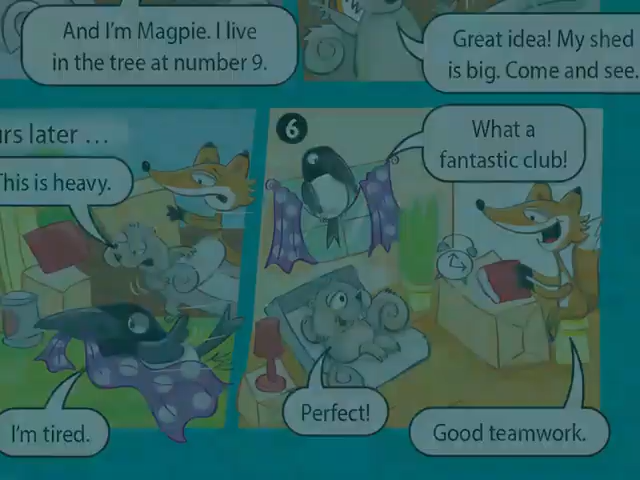 And I'm Magpie. I live
in the tree at number 9.
Great idea! My shed
is big. Come and see.
later …
This is heavy.
I'm tired.
6
What a
fantastic club!
Perfect!
Good teamwork.